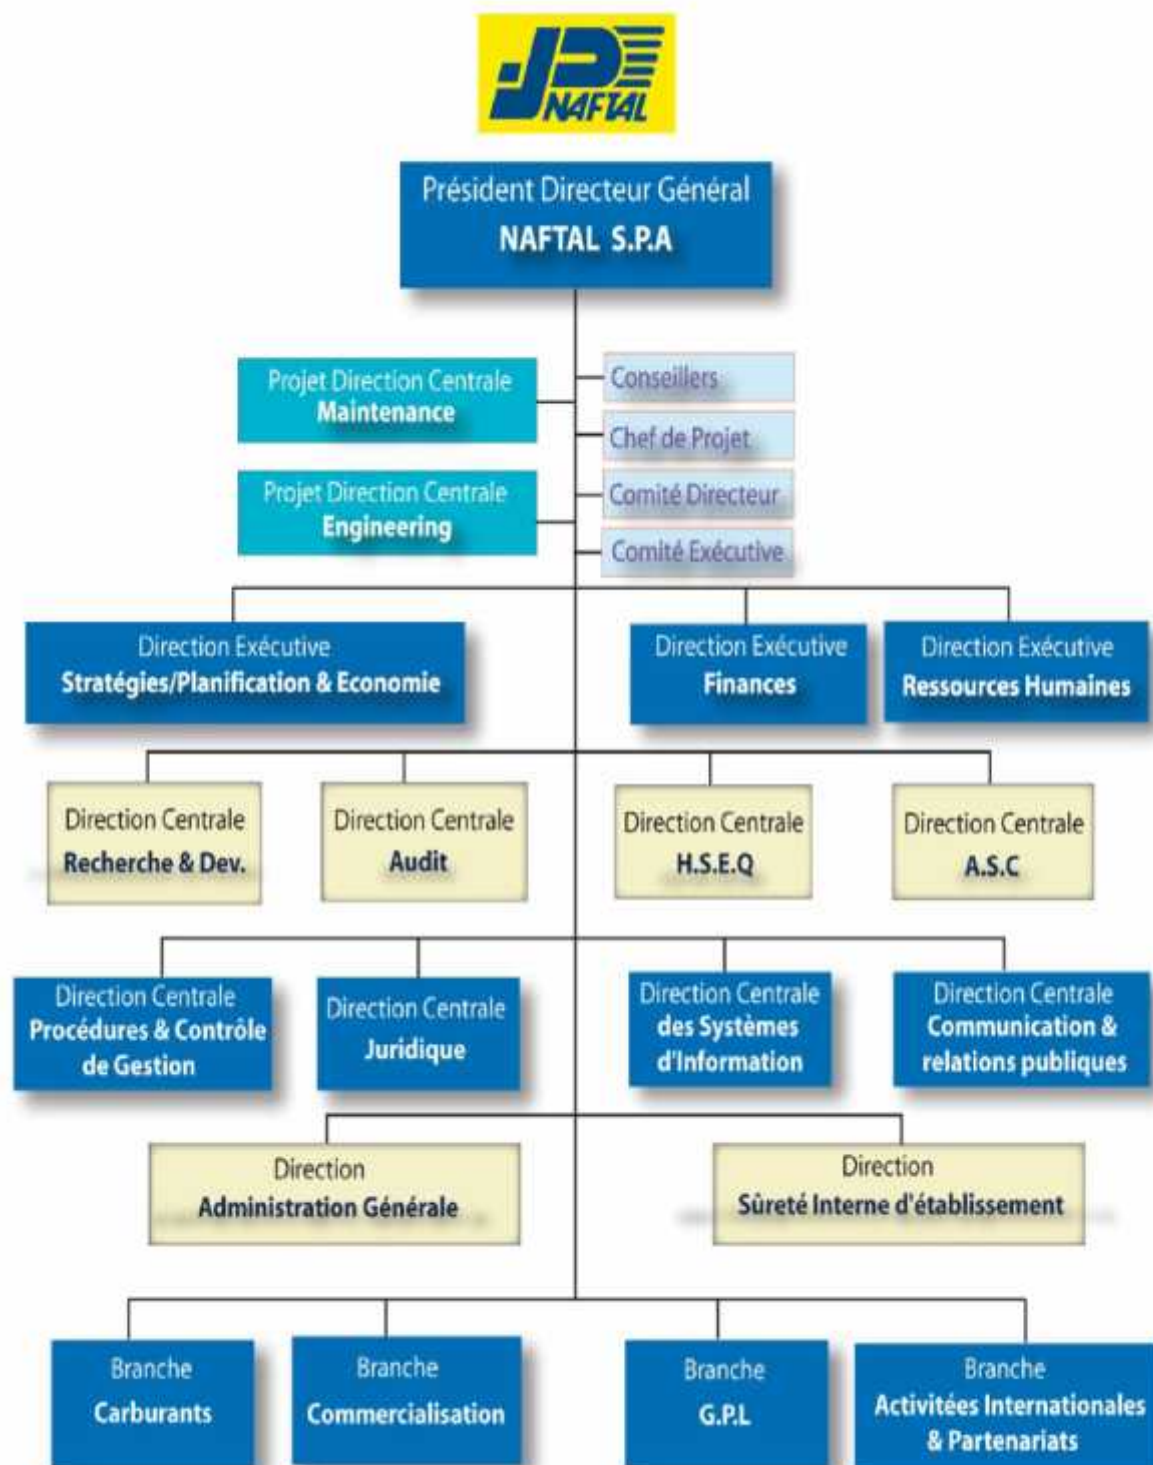 NAFTAL
Président Directeur Général
NAFTAL S.P.A
Projet Direction Centrale
Maintenance
Conseillers
Chef de Projet
Projet Direction Centrale
Engineering
Comité Directeur
Comité Exécutive
Direction Exécutive
Stratégies/Planification & Economie
Direction Exécutive
Finances
Direction Exécutive
Ressources Humaines
Direction Centrale
Recherche & Dev.
Direction Centrale
Audit
Direction Centrale
H.S.E.Q
Direction Centrale
A.S.C
Direction Centrale
Procédures & Contrôle
de Gestion
Direction Centrale
Juridique
Direction Centrale
des Systèmes
d'Information
Direction Centrale
Communication &
relations publiques
Direction
Administration Générale
Direction
Sûreté Interne d'établissement
Branche
Carburants
Branche
Commercialisation
Branche
G.P.L
Branche
Activitées Internationales
& Partenariats